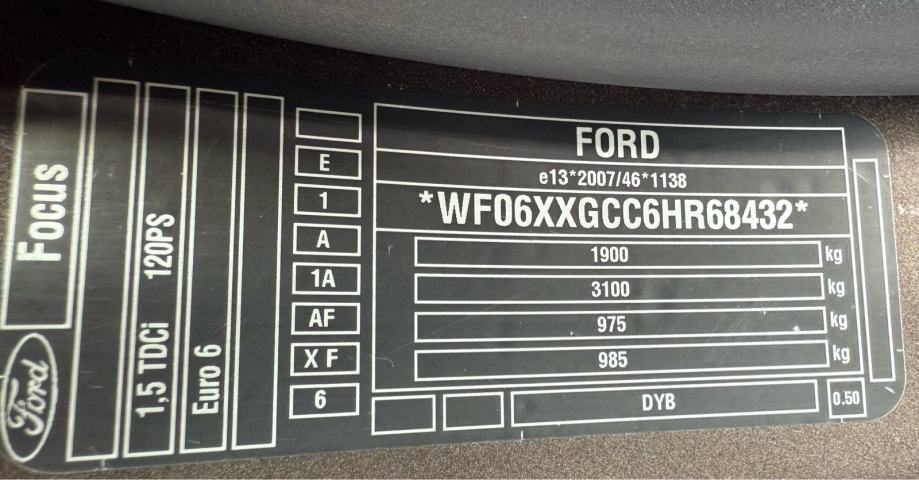 Ford
Focus
1,5 TDCi 120PS
Euro 6
E
1
A
1A
AF
X F
6
FORD
e13*2007/46*1138
*WF06XXGCC6HR68432*
1900 kg
3100 kg
975 kg
985 kg
DYB
0.50